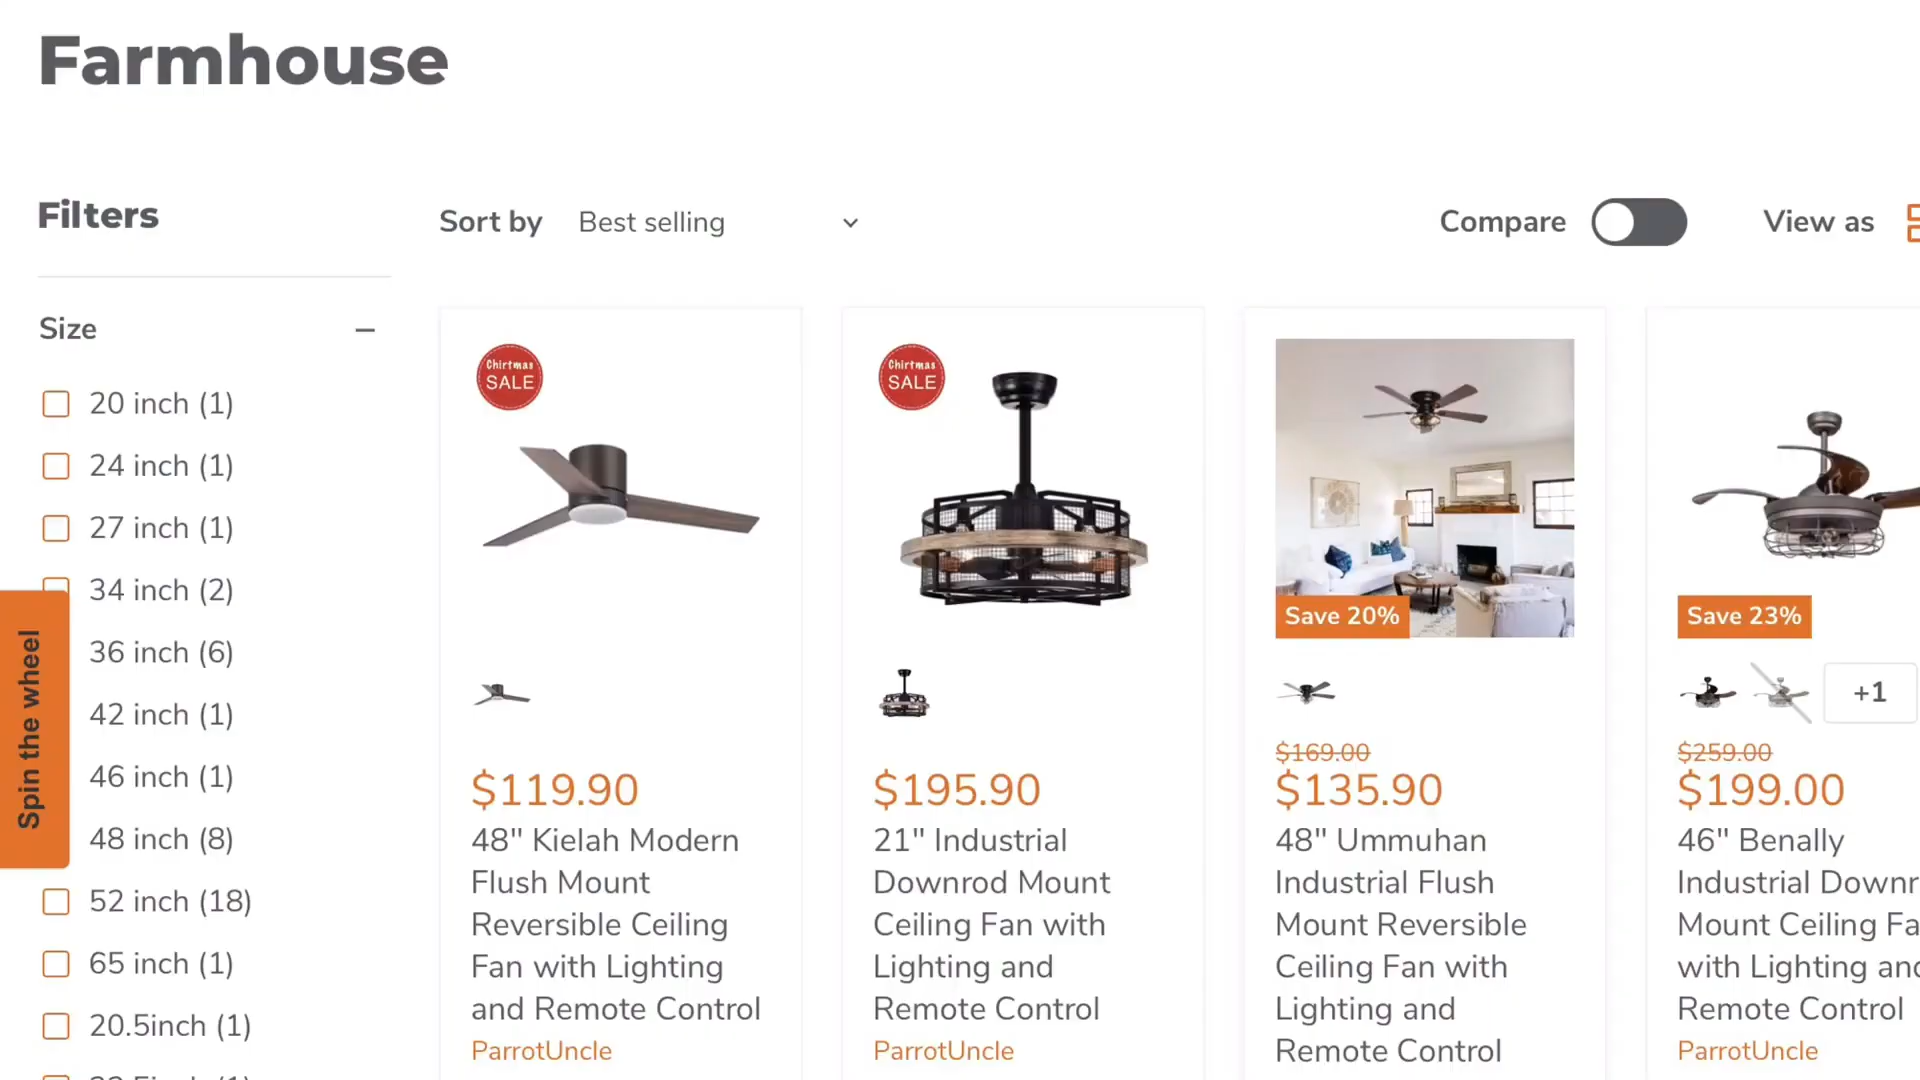 Farmhouse
Filters
Sort by Best selling
Compare
View as
Size
20 inch (1)
24 inch (1)
27 inch (1)
34 inch (2)
36 inch (6)
42 inch (1)
46 inch (1)
48 inch (8)
52 inch (18)
65 inch (1)
20.5inch (1)
Spin the wheel
Chirtmas
SALE
$119.90
48" Kielah Modern
Flush Mount
Reversible Ceiling
Fan with Lighting
and Remote Control
ParrotUncle
Chirtmas
SALE
$195.90
21" Industrial
Downrod Mount
Ceiling Fan with
Lighting and
Remote Control
ParrotUncle
Save 20%
$169.00
$135.90
48" Ummuhan
Industrial Flush
Mount Reversible
Ceiling Fan with
Lighting and
Remote Control
Save 23%
+1
$259.00
$199.00
46" Benally
Industrial Downr
Mount Ceiling Fa
with Lighting and
Remote Control
ParrotUncle